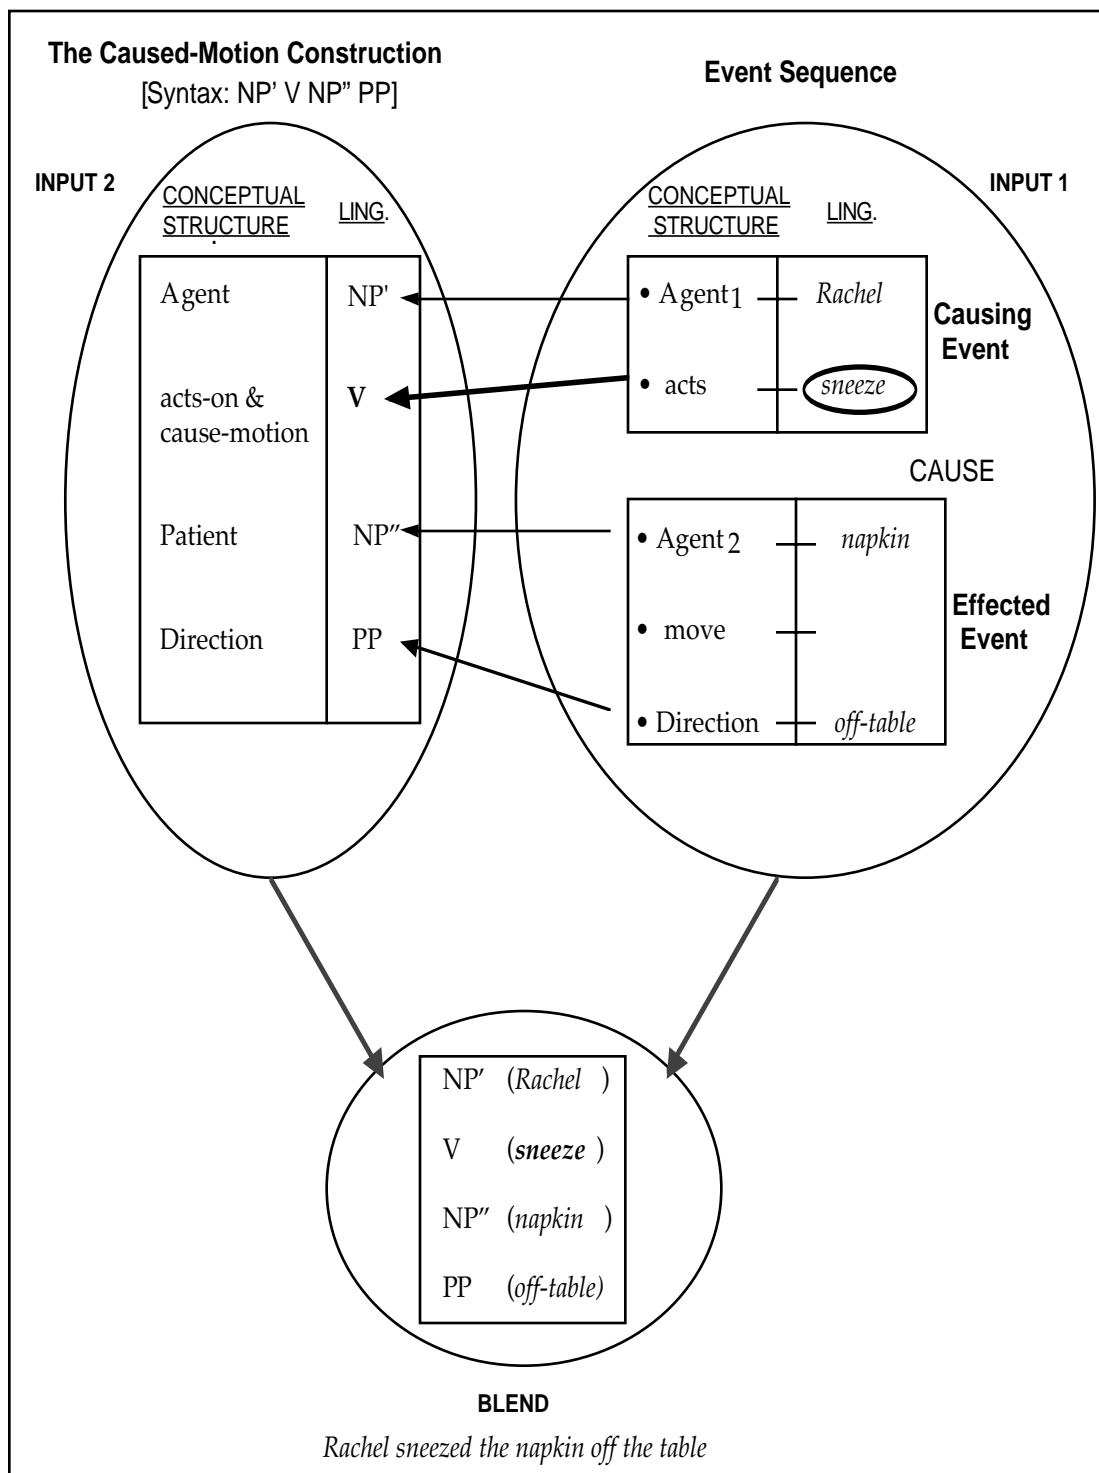 The Caused-Motion Construction
[Syntax: NP' V NP" PP]
Event Sequence
INPUT 2
CONCEPTUAL STRUCTURE
LING.
Agent NP'
acts-on & V
cause-motion
Patient NP"
Direction PP
INPUT 1
CONCEPTUAL STRUCTURE
LING.
• Agent1 Rachel
• acts sneeze
Causing
Event
CAUSE
• Agent2 napkin
• move
• Direction off-table
Effected
Event
NP' (Rachel )
V (sneeze )
NP" (napkin )
PP (off-table)
BLEND
Rachel sneezed the napkin off the table